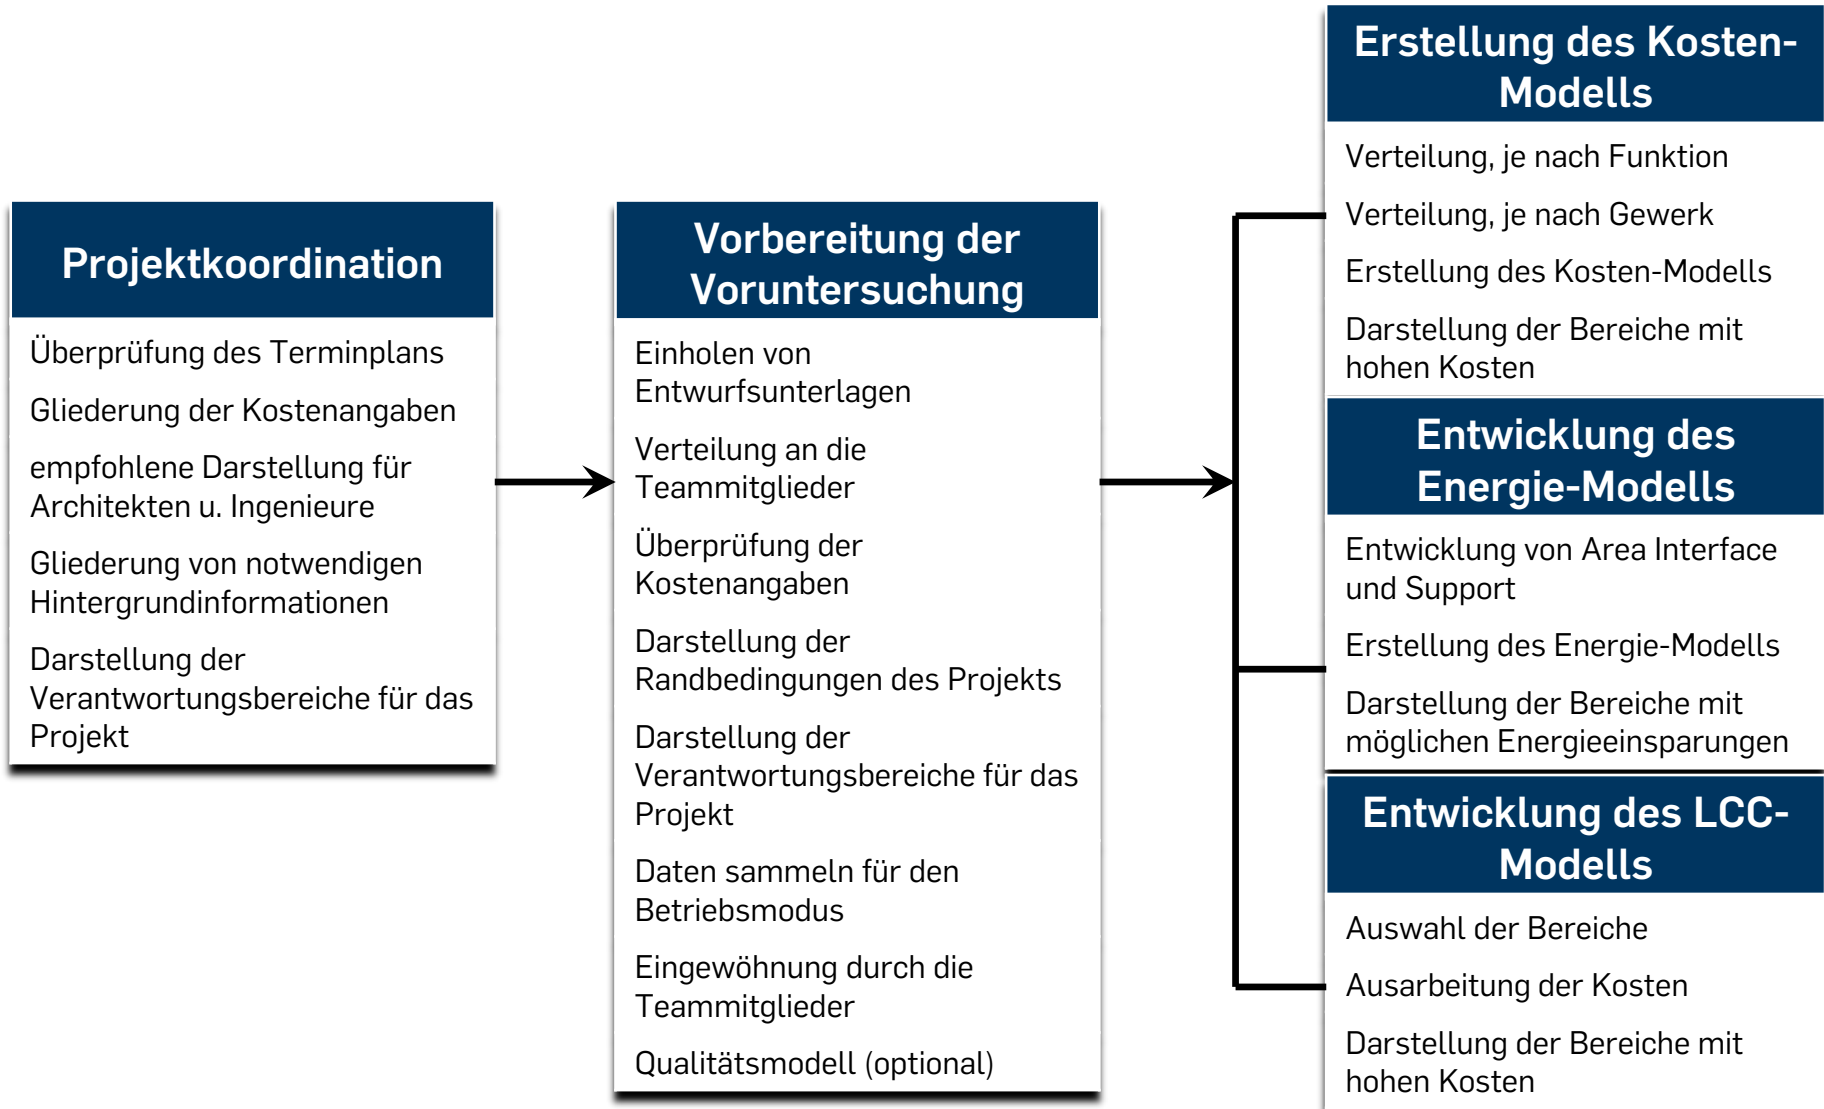 Projektkoordination
Überprüfung des Terminplans
Gliederung der Kostenangaben
empfohlene Darstellung für
Architekten u. Ingenieure
Gliederung von notwendigen
Hintergrundinformationen
Darstellung der
Verantwortungsbereiche für das
Projekt
Vorbereitung der
Voruntersuchung
Einholen von
Entwurfsunterlagen
Verteilung an die
Teammitglieder
Überprüfung der
Kostenangaben
Darstellung der
Randbedingungen des Projekts
Darstellung der
Verantwortungsbereiche für das
Projekt
Daten sammeln für den
Betriebsmodus
Eingewöhnung durch die
Teammitglieder
Qualitätsmodell (optional)
Erstellung des Kosten-
Modells
Verteilung, je nach Funktion
Verteilung, je nach Gewerk
Erstellung des Kosten-Modells
Darstellung der Bereiche mit
hohen Kosten
Entwicklung des
Energie-Modells
Entwicklung von Area Interface
und Support
Erstellung des Energie-Modells
Darstellung der Bereiche mit
möglichen Energieeinsparungen
Entwicklung des LCC-
Modells
Auswahl der Bereiche
Ausarbeitung der Kosten
Darstellung der Bereiche mit
hohen Kosten